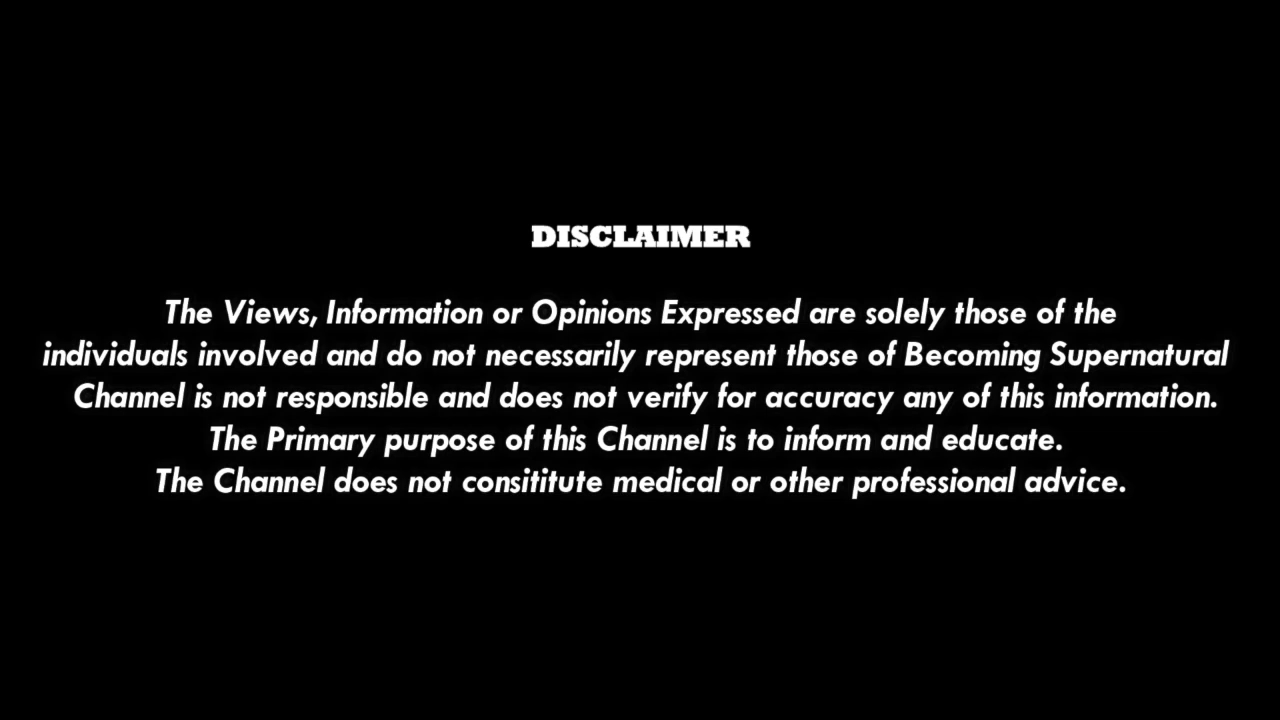 DISCLAIMER
The Views, Information or Opinions Expressed are solely those of the
individuals involved and do not necessarily represent those of Becoming Supernatural
Channel is not responsible and does not verify for accuracy any of this information.
The Primary purpose of this Channel is to inform and educate.
The Channel does not consititute medical or other professional advice.